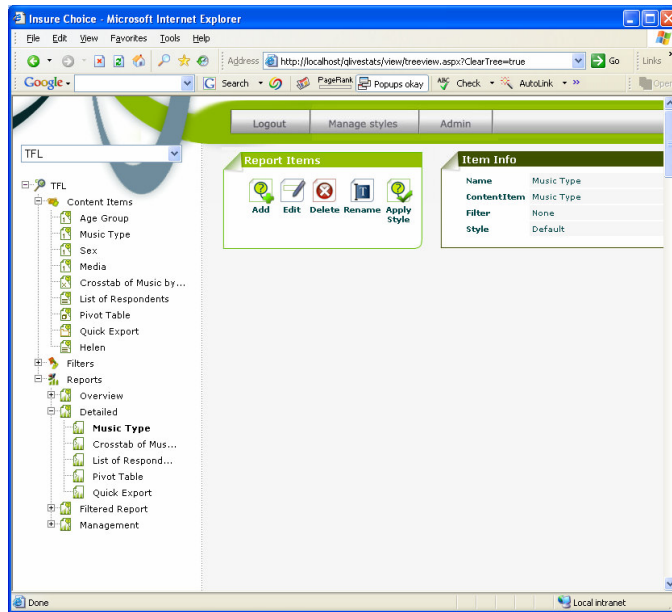 Insure Choice - Microsoft Internet Explorer
File Edit View Favorites Tools Help
Address http://localhost/qlivestats/view/treeview.aspx?ClearTree=true Go Links
Google Search PageRank Popups okay Check AutoLink Open
Logout Manage styles Admin
TFL
Report Items
Add Edit Delete Rename Apply Style
Item Info
Name Music Type
ContentItem Music Type
Filter None
Style Default
TFL
Content Items
Age Group
Music Type
Sex
Media
Crosstab of Music by...
List of Respondents
Pivot Table
Quick Export
Helen
Filters
Reports
Overview
Detailed
Music Type
Crosstab of Mus...
List of Respond...
Pivot Table
Quick Export
Filtered Report
Management
Done Local intranet